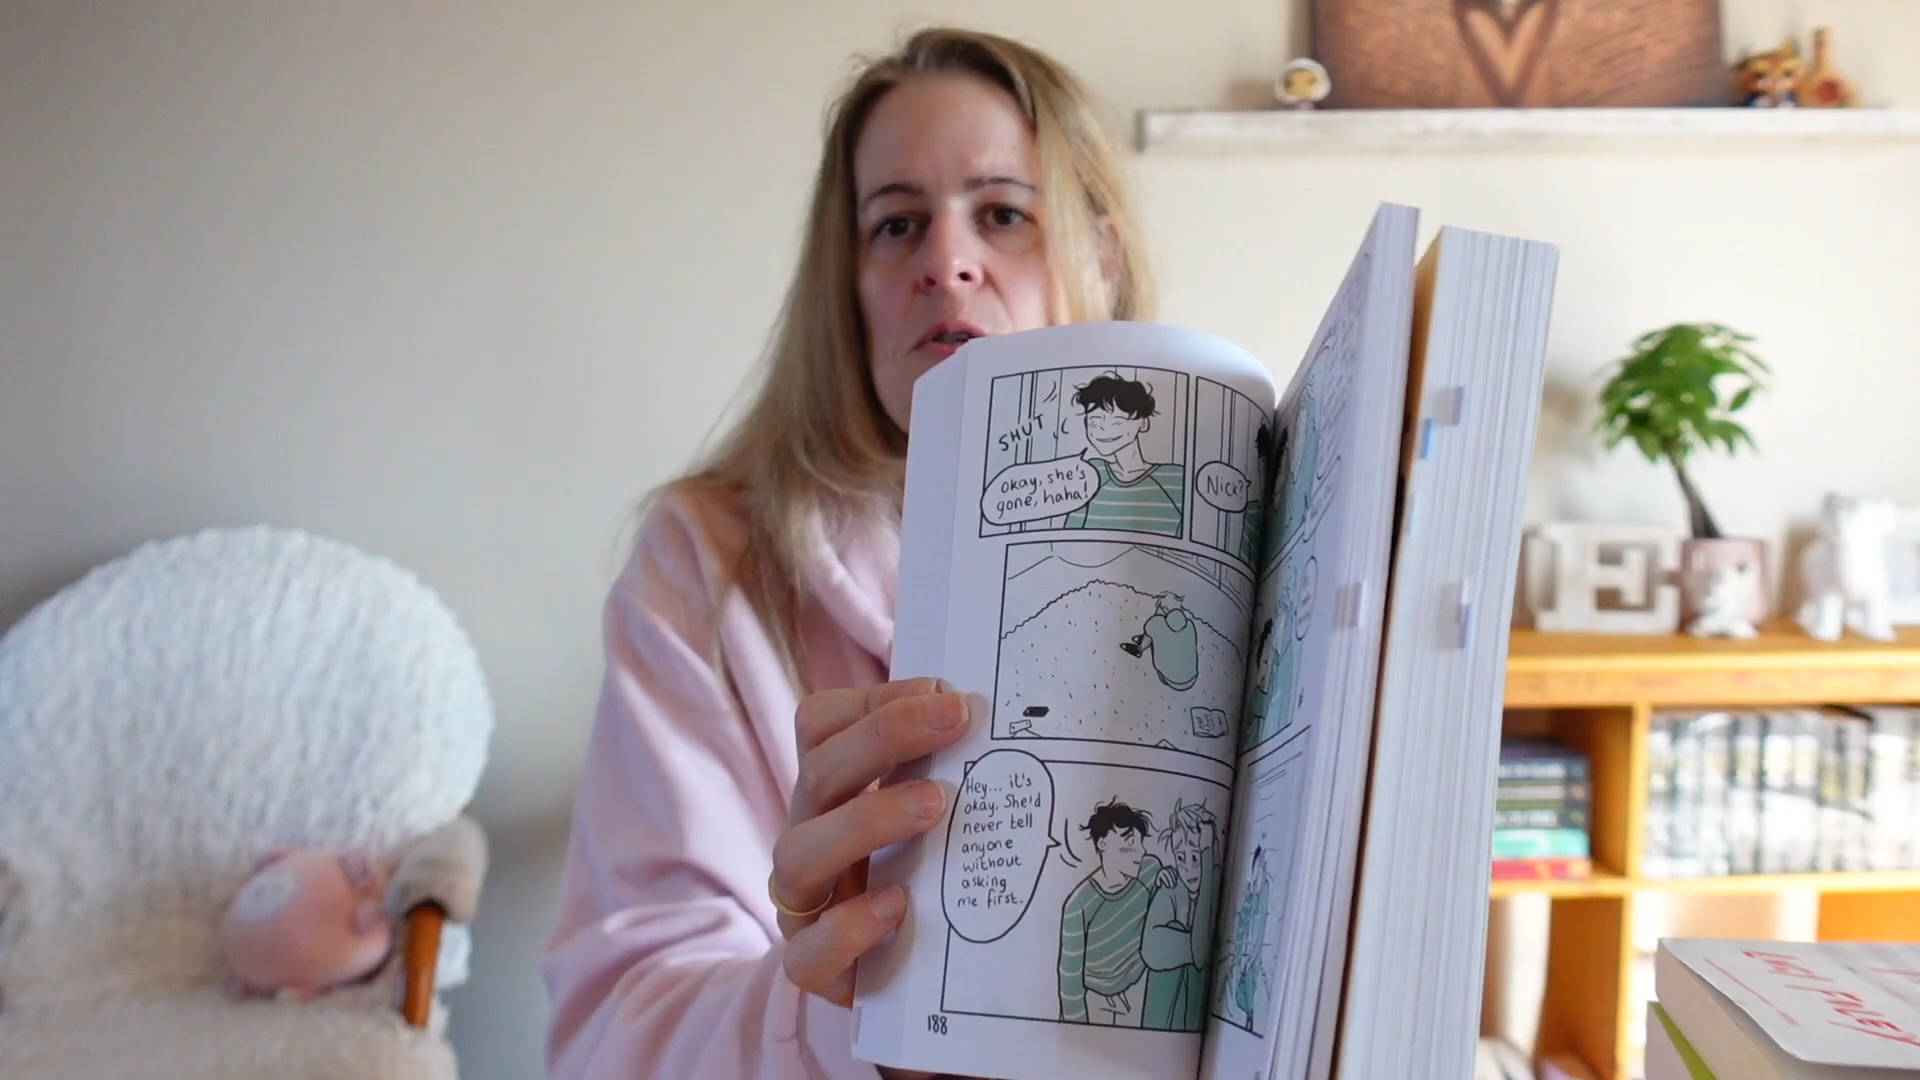 SHUT
okay, she's
gone, haha!
Nick?
Hey... it's
okay. She'd
never tell
anyone
without
asking
me first.
188
E